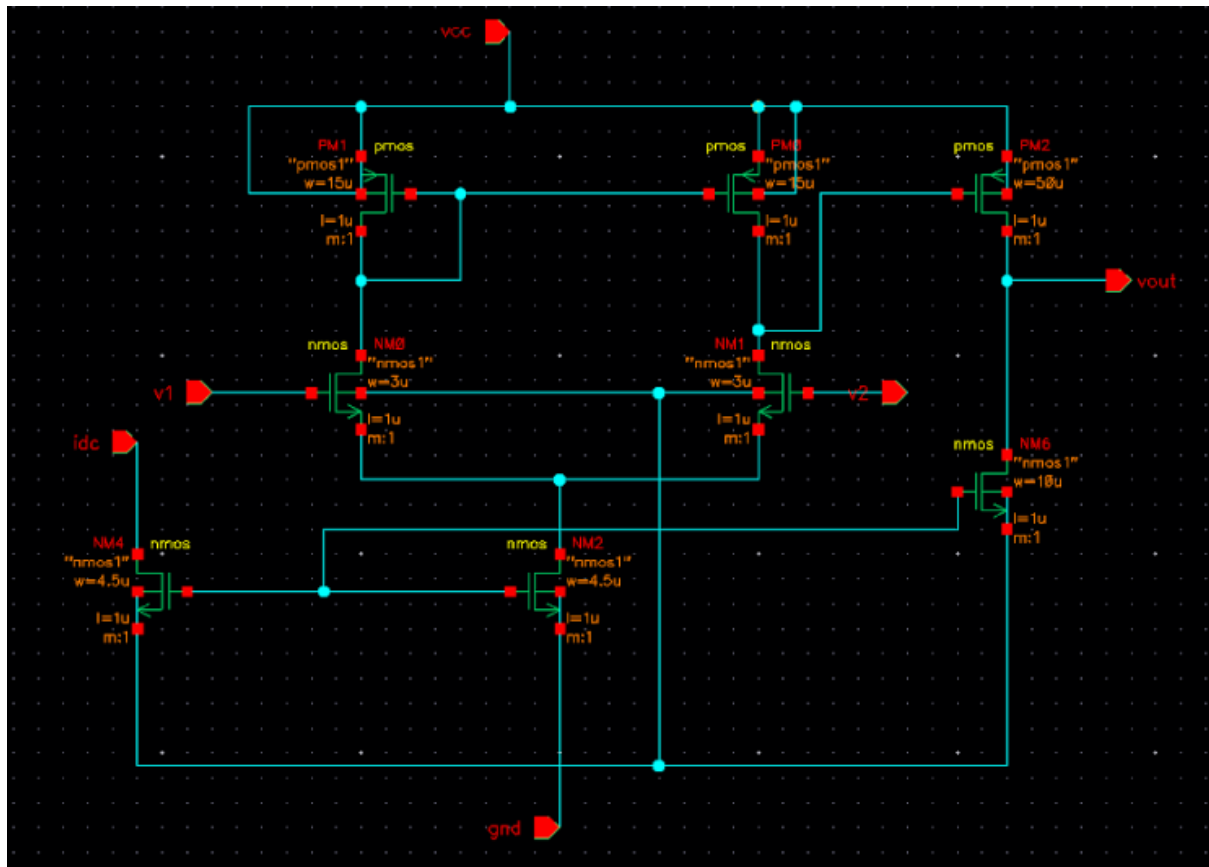 vcc
PM1 pmos
"pmos1"
w=15u
l=1u
m:1
pmos PM0
"pmos1"
w=15u
l=1u
m:1
pmos PM2
"pmos1"
w=50u
l=1u
m:1
vout
nmos NM0
"nmos1"
w=3u
l=1u
m:1
NM1 nmos
"nmos1"
w=3u
l=1u
m:1
v1
v2
idc
nmos NM6
"nmos1"
w=10u
l=1u
m:1
NM4 nmos
"nmos1"
w=4.5u
l=1u
m:1
nmos NM2
"nmos1"
w=4.5u
l=1u
m:1
gnd